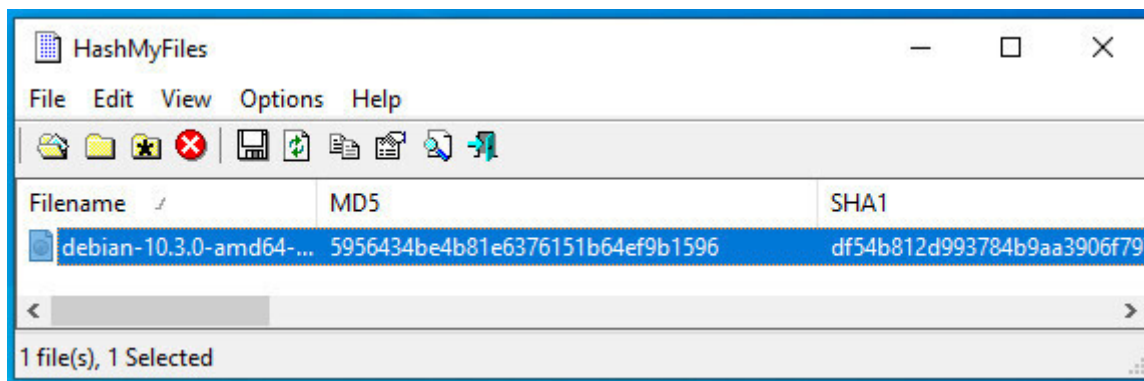 HashMyFiles
File Edit View Options Help
Filename MD5 SHA1
debian-10.3.0-amd64-... 5956434be4b81e6376151b64ef9b1596 df54b812d993784b9aa3906f79
1 file(s), 1 Selected